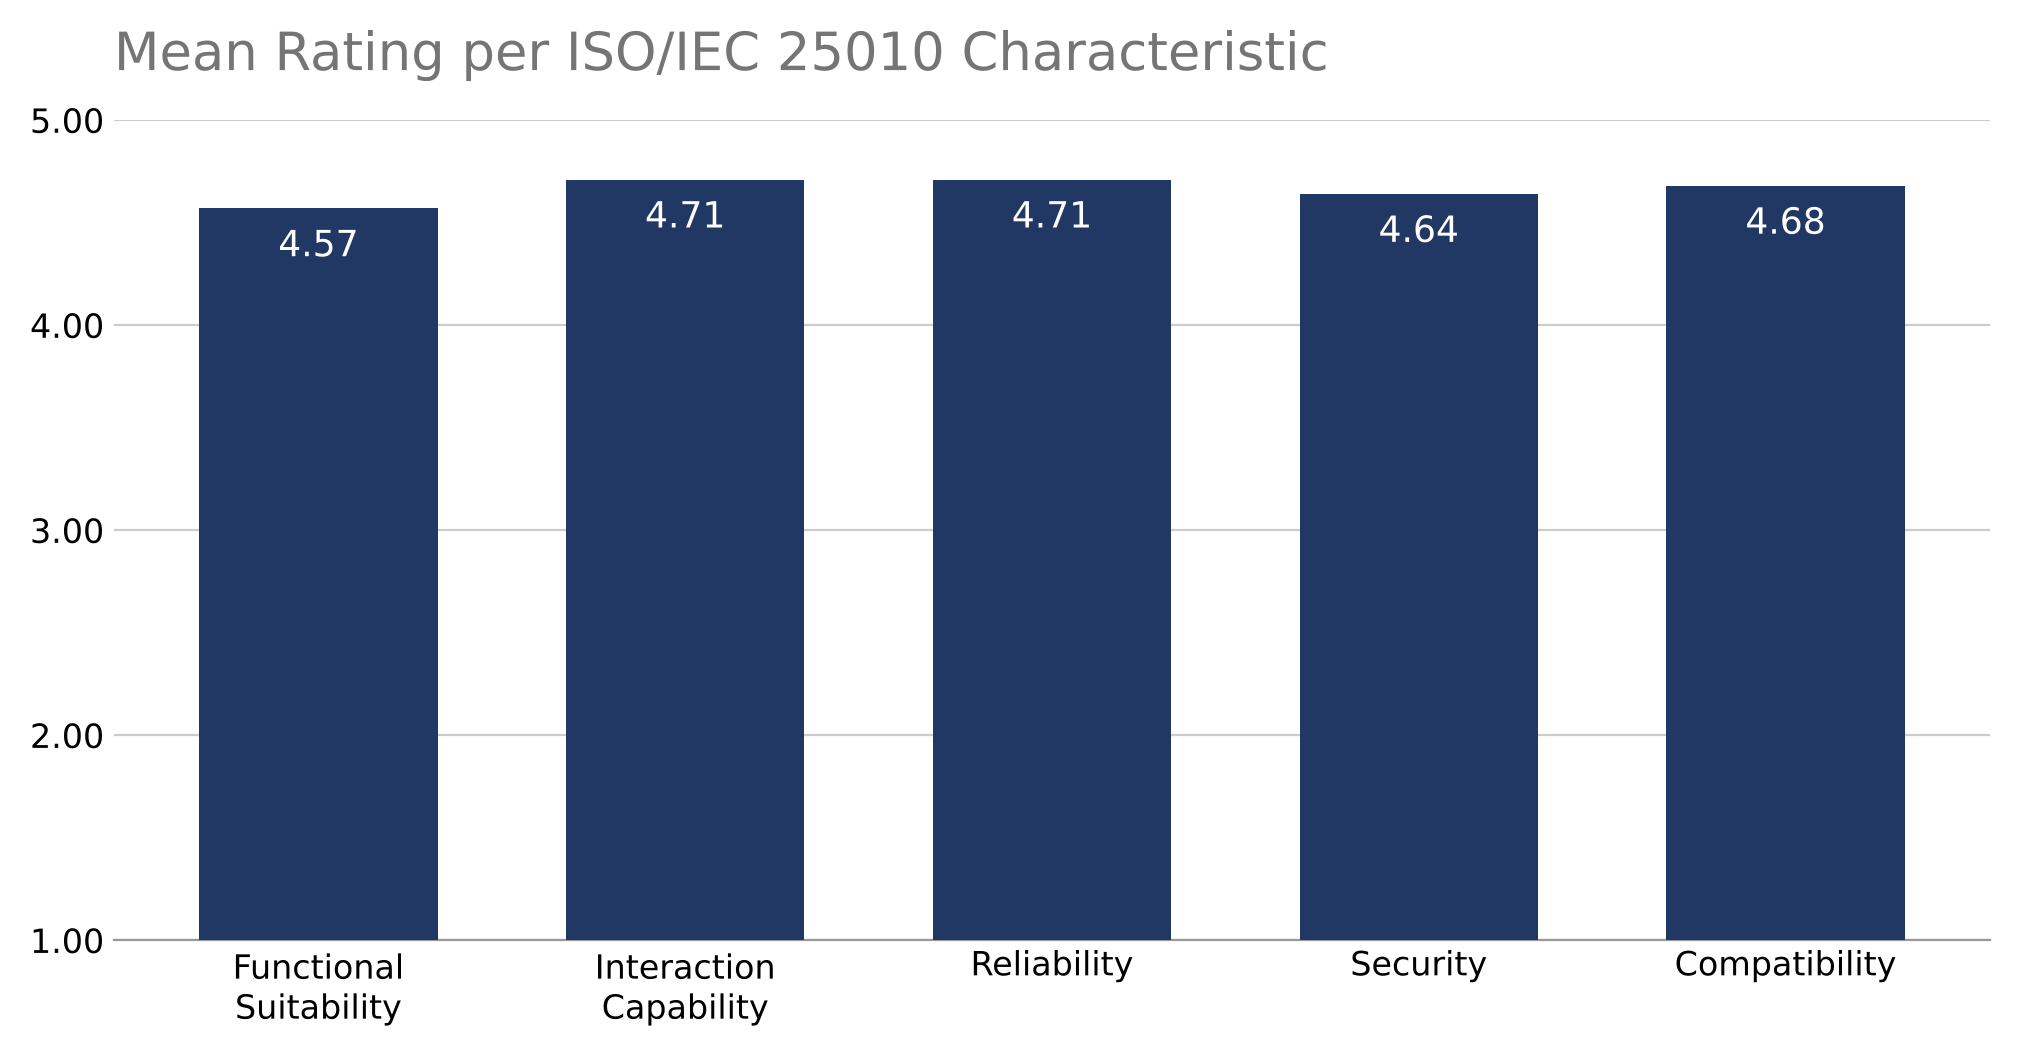 Mean Rating per ISO/IEC 25010 Characteristic
5.00
4.00
3.00
2.00
1.00
4.57
4.71
4.71
4.64
4.68
Functional
Suitability
Interaction
Capability
Reliability
Security
Compatibility